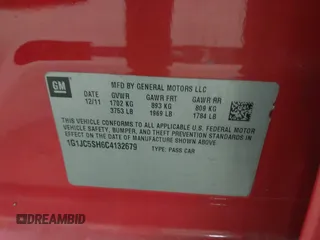 GM
MFD BY GENERAL MOTORS LLC
DATE GVWR GAWR FRT GAWR RR
12/11 1702 KG 893 KG 809 KG
3753 LB 1969 LB 1784 LB
THIS VEHICLE CONFORMS TO ALL APPLICABLE U.S. FEDERAL MOTOR
VEHICLE SAFETY, BUMPER, AND THEFT PREVENTION STANDARDS IN
EFFECT ON THE DATE OF MANUFACTURE SHOWN ABOVE.
1G1JC5SH6C4132679 TYPE: PASS CAR
DREAMBID